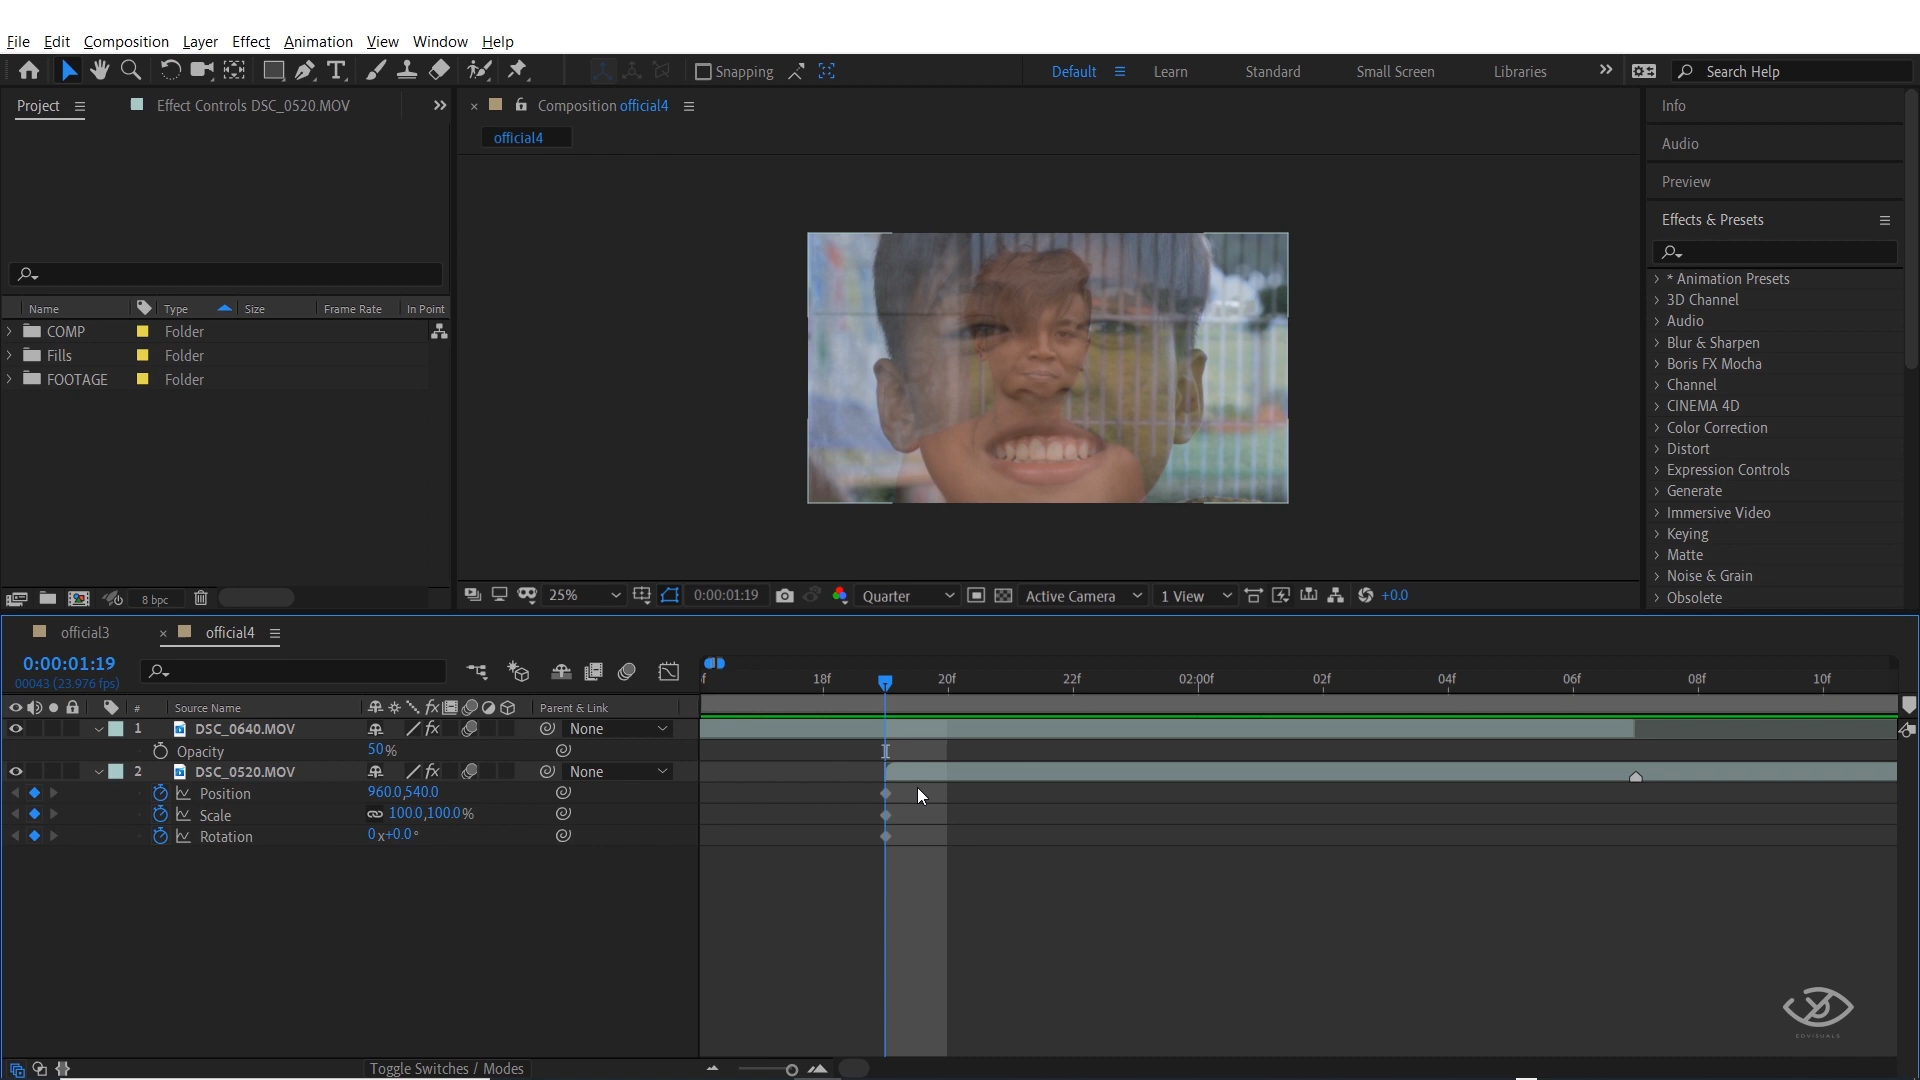 File Edit Composition Layer Effect Animation View Window Help
Snapping Default Learn Standard Small Screen Libraries Search Help
Project Effect Controls DSC_0520.MOV
Composition official4
official4
Name Type Size Frame Rate In Point
COMP Folder
Fills Folder
FOOTAGE Folder
8 bpc
25% 0:00:01:19 Quarter Active Camera 1 View +0.0
Info
Audio
Preview
Effects & Presets
* Animation Presets
3D Channel
Audio
Blur & Sharpen
Boris FX Mocha
Channel
CINEMA 4D
Color Correction
Distort
Expression Controls
Generate
Immersive Video
Keying
Matte
Noise & Grain
Obsolete
official3 official4
0:00:01:19
00043 (23.976 fps)
18f 20f 22f 02:00f 02f 04f 06f 08f 10f
# Source Name Parent & Link
1 DSC_0640.MOV None
Opacity 50%
2 DSC_0520.MOV None
Position 960.0,540.0
Scale 100.0,100.0%
Rotation 0x+0.0°
Toggle Switches / Modes
EDVISUALS